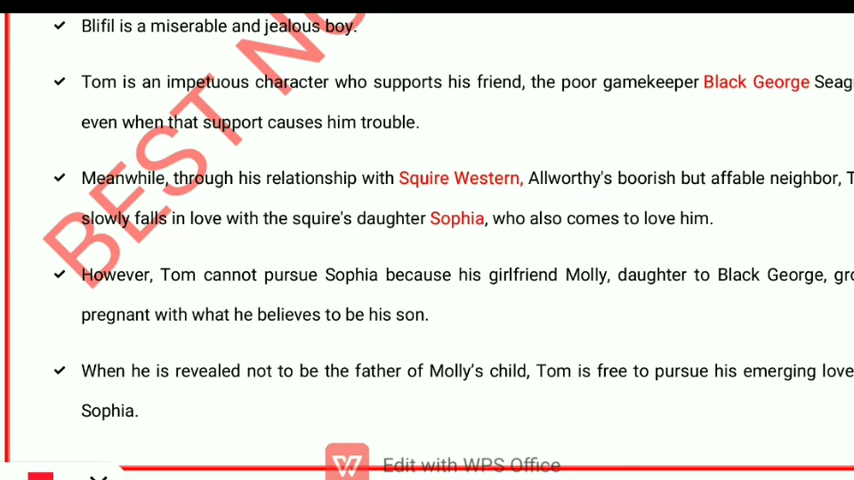 Blifil is a miserable and jealous boy.
Tom is an impetuous character who supports his friend, the poor gamekeeper Black George Seag
even when that support causes him trouble.
Meanwhile, through his relationship with Squire Western, Allworthy's boorish but affable neighbor, T
slowly falls in love with the squire's daughter Sophia, who also comes to love him.
However, Tom cannot pursue Sophia because his girlfriend Molly, daughter to Black George, gro
pregnant with what he believes to be his son.
When he is revealed not to be the father of Molly's child, Tom is free to pursue his emerging love
Sophia.
BEST NO
Edit with WPS Office